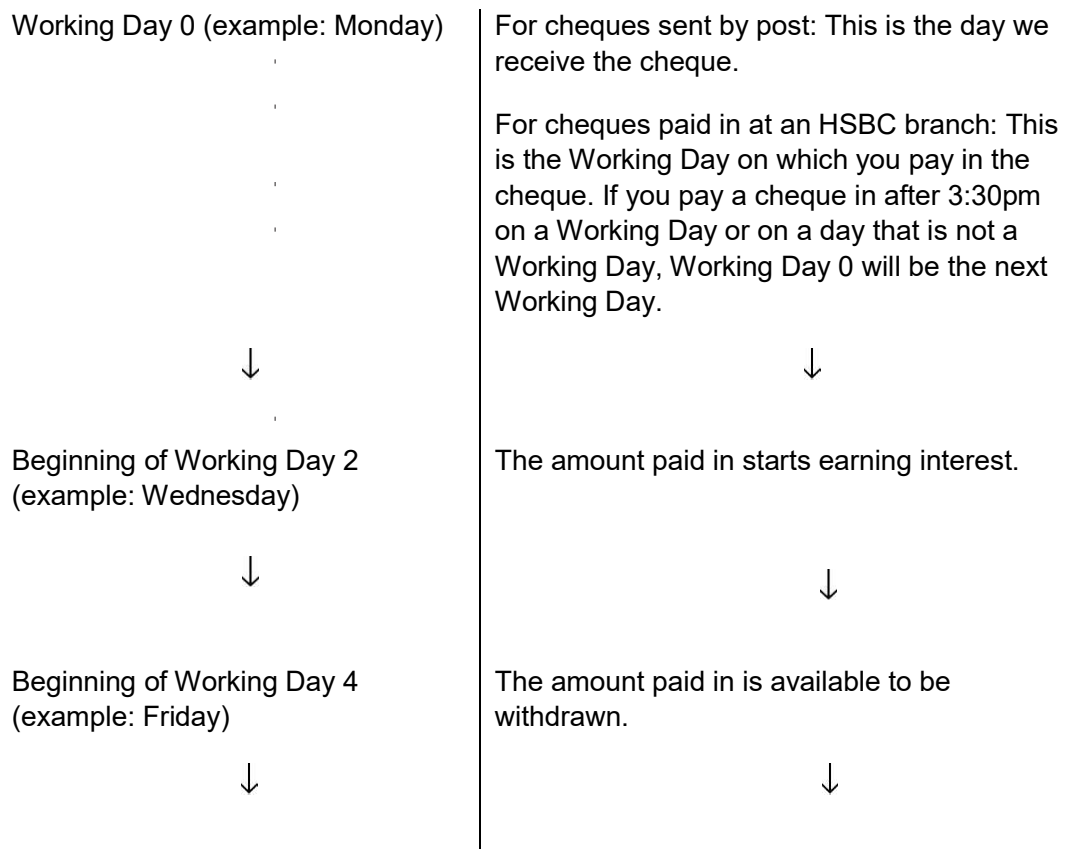 Working Day 0 (example: Monday)
For cheques sent by post: This is the day we
receive the cheque.
For cheques paid in at an HSBC branch: This
is the Working Day on which you pay in the
cheque. If you pay a cheque in after 3:30pm
on a Working Day or on a day that is not a
Working Day, Working Day 0 will be the next
Working Day.
↓ ↓
Beginning of Working Day 2
(example: Wednesday)
The amount paid in starts earning interest.
↓ ↓
Beginning of Working Day 4
(example: Friday)
The amount paid in is available to be
withdrawn.
↓ ↓